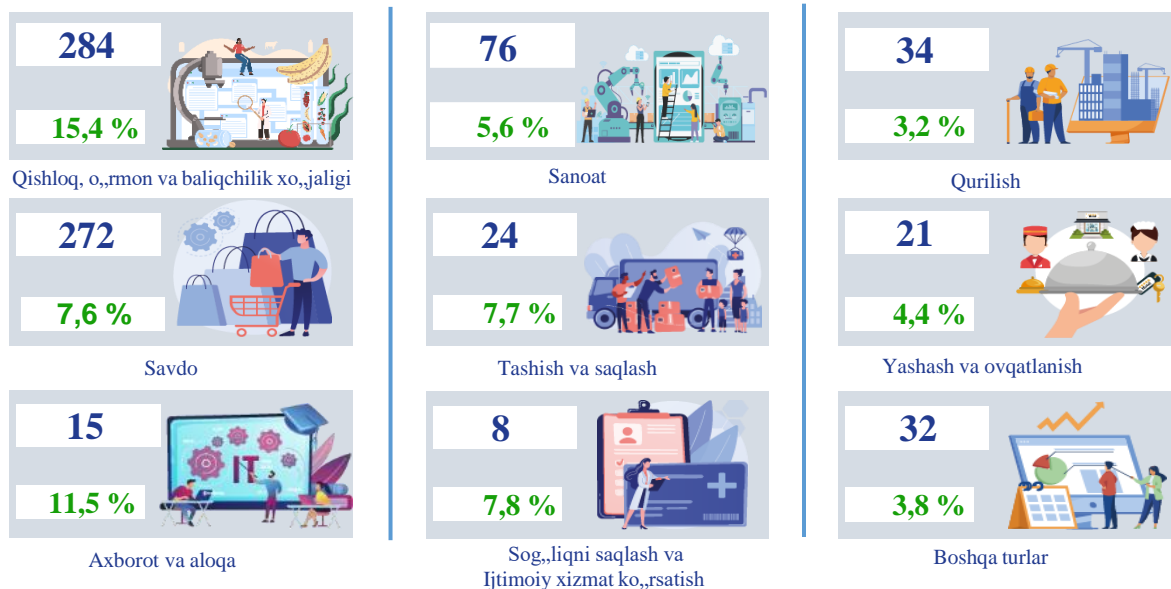 284
15,4 %
Qishloq, o„rmon va baliqchilik xo„jaligi
76
5,6 %
Sanoat
34
3,2 %
Qurilish
272
7,6 %
Savdo
24
7,7 %
Tashish va saqlash
21
4,4 %
Yashash va ovqatlanish
15
11,5 %
IT
Axborot va aloqa
8
7,8 %
Sog„liqni saqlash va
Ijtimoiy xizmat ko„rsatish
32
3,8 %
Boshqa turlar